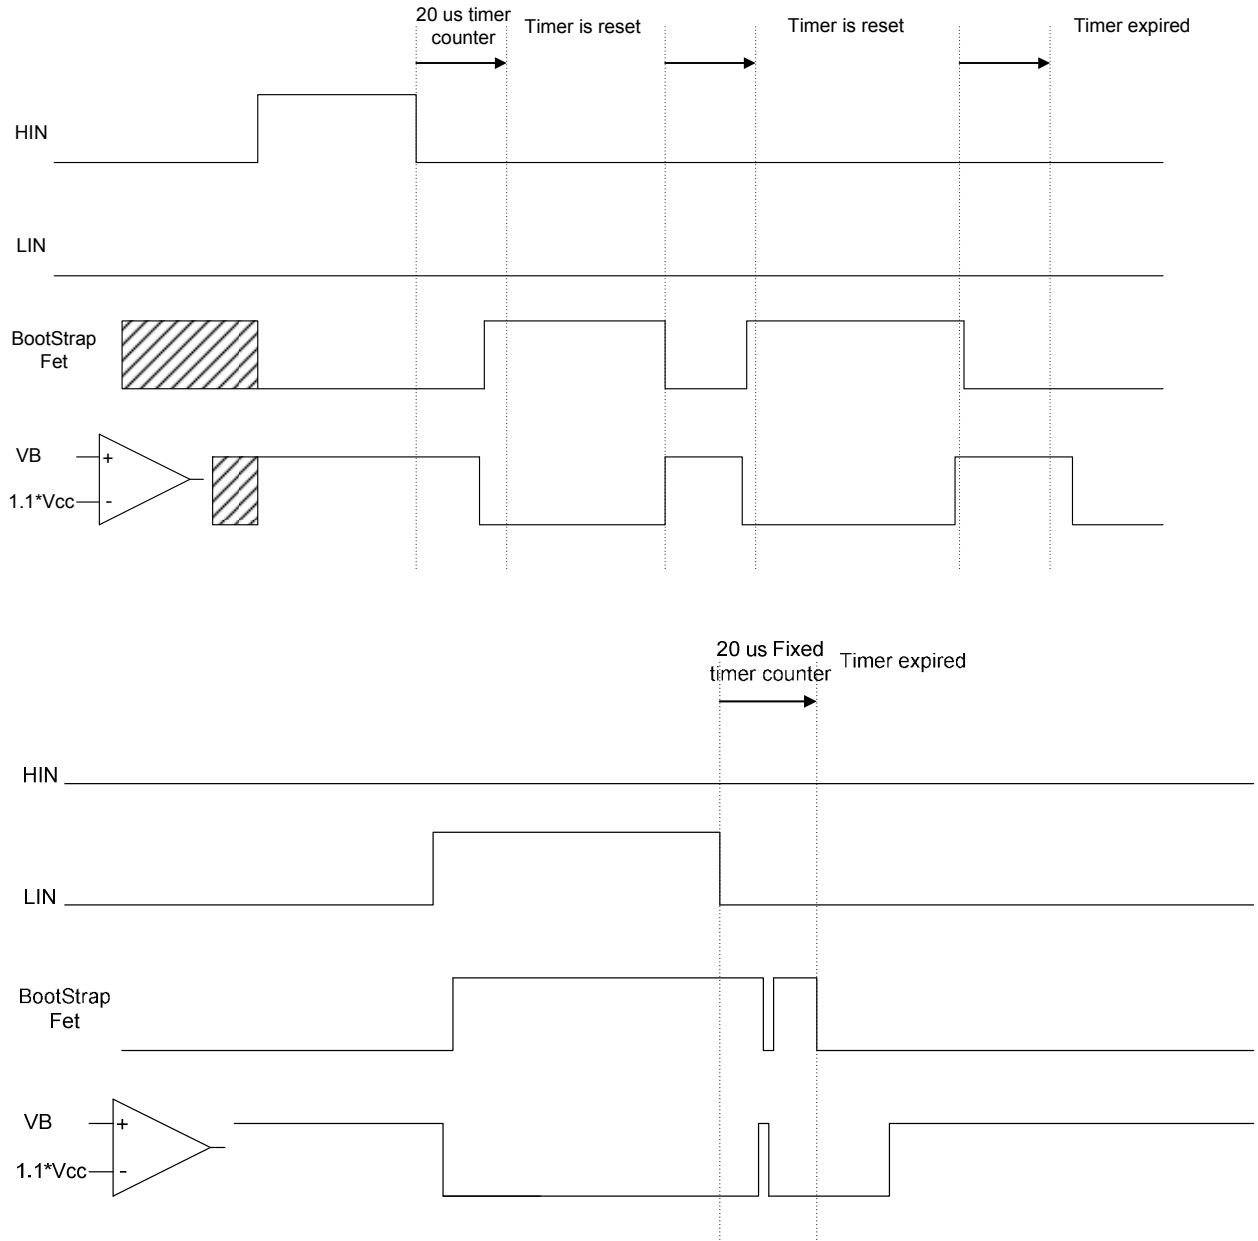 20 us timer
counter
Timer is reset
Timer is reset
Timer expired
HIN
LIN
BootStrap
Fet
VB
+
1.1*Vcc
-
20 us Fixed
timer counter
Timer expired
HIN
LIN
BootStrap
Fet
VB
+
1.1*Vcc
-